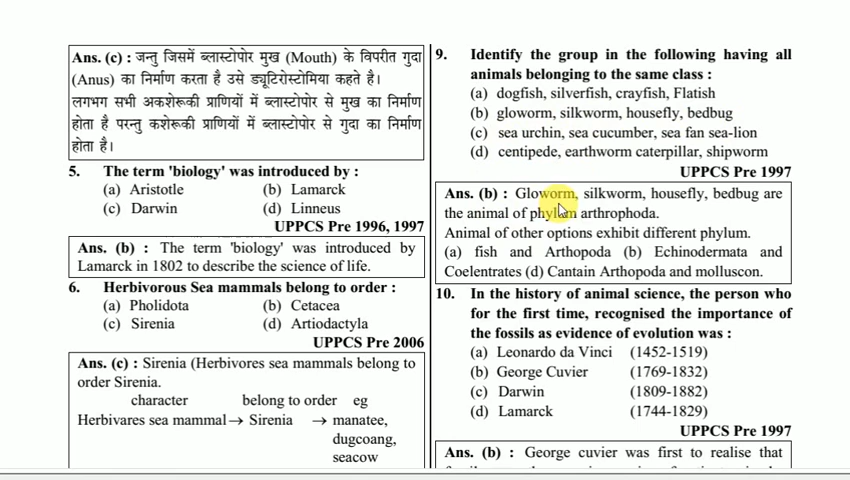 Ans. (c) : जन्तु जिसमें ब्लास्टोपोर मुख (Mouth) के विपरीत गुदा
(Anus) का निर्माण करता है उसे ड्यूटिरोस्टोमिया कहते है।
लगभग सभी अकशेरूकी प्राणियों में ब्लास्टोपोर से मुख का निर्माण
होता है परन्तु कशेरूकी प्राणियों में ब्लास्टोपोर से गुदा का निर्माण
होता है।
5. The term 'biology' was introduced by :
(a) Aristotle (b) Lamarck
(c) Darwin (d) Linneus
UPPCS Pre 1996, 1997
Ans. (b) : The term 'biology' was introduced by
Lamarck in 1802 to describe the science of life.
6. Herbivorous Sea mammals belong to order :
(a) Pholidota (b) Cetacea
(c) Sirenia (d) Artiodactyla
UPPCS Pre 2006
Ans. (c) : Sirenia (Herbivores sea mammals belong to
order Sirenia.
character belong to order eg
Herbivares sea mammal → Sirenia → manatee,
dugcoang,
seacow
9. Identify the group in the following having all
animals belonging to the same class :
(a) dogfish, silverfish, crayfish, Flatish
(b) gloworm, silkworm, housefly, bedbug
(c) sea urchin, sea cucumber, sea fan sea-lion
(d) centipede, earthworm caterpillar, shipworm
UPPCS Pre 1997
Ans. (b) : Gloworm, silkworm, housefly, bedbug are
the animal of phylum arthrophoda.
Animal of other options exhibit different phylum.
(a) fish and Arthopoda (b) Echinodermata and
Coelentrates (d) Cantain Arthopoda and molluscon.
10. In the history of animal science, the person who
for the first time, recognised the importance of
the fossils as evidence of evolution was :
(a) Leonardo da Vinci (1452-1519)
(b) George Cuvier (1769-1832)
(c) Darwin (1809-1882)
(d) Lamarck (1744-1829)
UPPCS Pre 1997
Ans. (b) : George cuvier was first to realise that